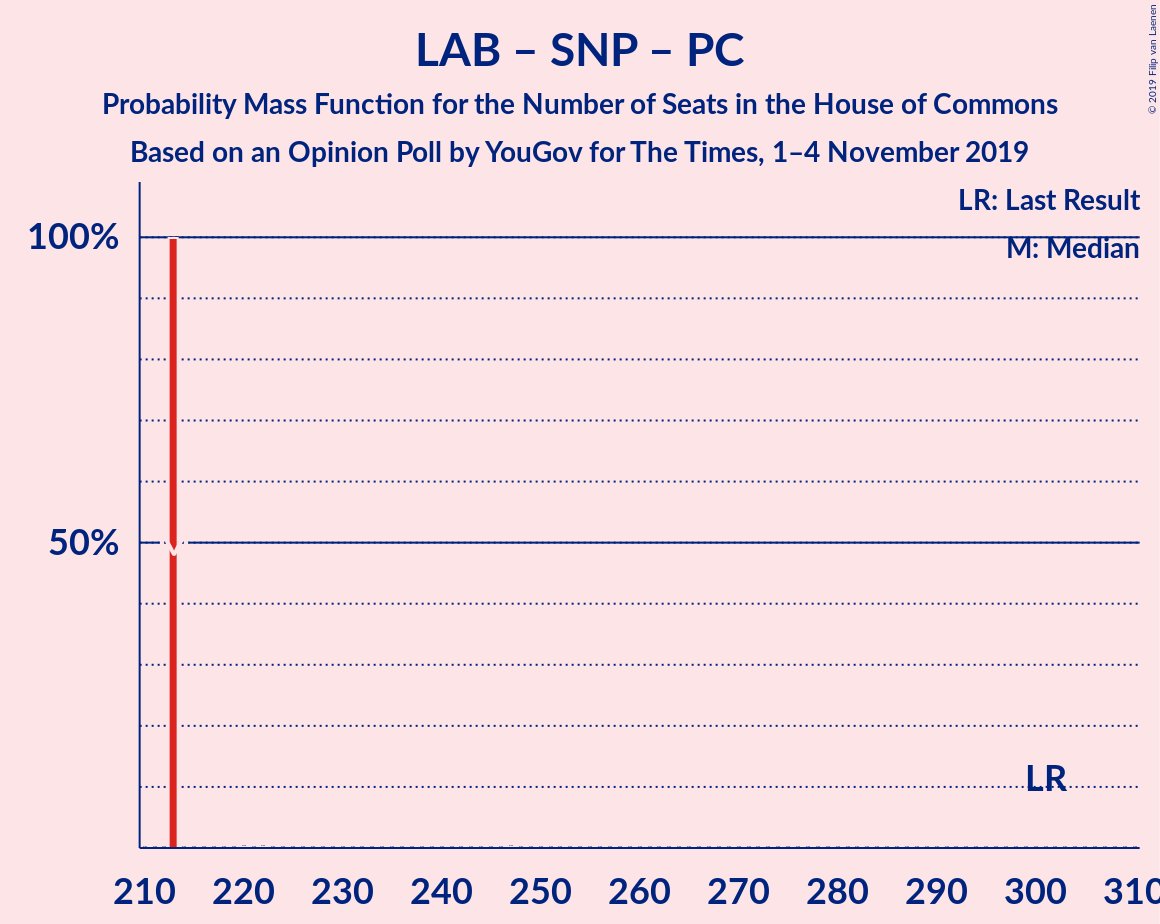 LAB – SNP – PC
Probability Mass Function for the Number of Seats in the House of Commons
Based on an Opinion Poll by YouGov for The Times, 1–4 November 2019
© 2019 Filip van Laenen
LR: Last Result
M: Median
100%
50%
M
LR
210 220 230 240 250 260 270 280 290 300 310